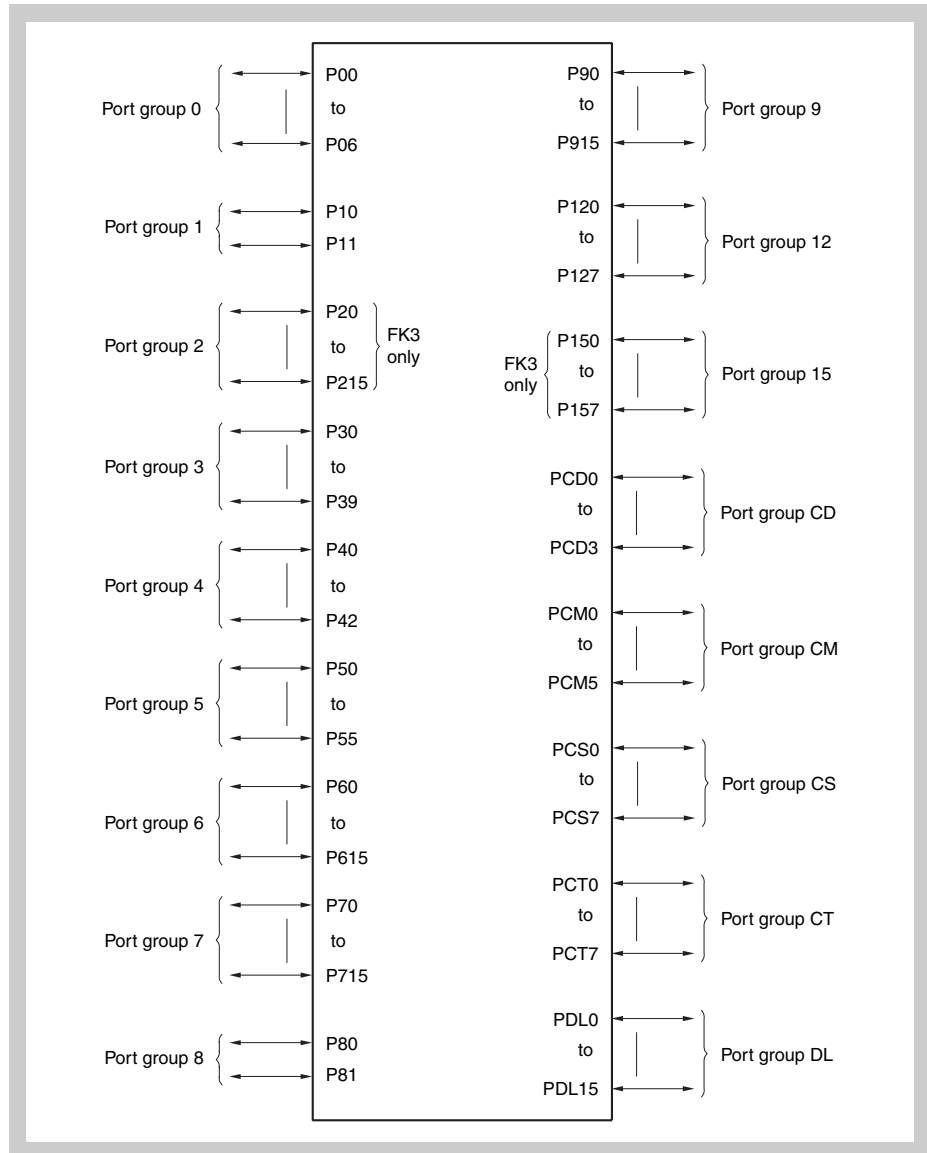 Port group 0
P00
to
P06
Port group 1
P10
P11
Port group 2
P20
to
P215
FK3
only
Port group 3
P30
to
P39
Port group 4
P40
to
P42
Port group 5
P50
to
P55
Port group 6
P60
to
P615
Port group 7
P70
to
P715
Port group 8
P80
P81
P90
to
P915
Port group 9
P120
to
P127
Port group 12
FK3
only
P150
to
P157
Port group 15
PCD0
to
PCD3
Port group CD
PCM0
to
PCM5
Port group CM
PCS0
to
PCS7
Port group CS
PCT0
to
PCT7
Port group CT
PDL0
to
PDL15
Port group DL